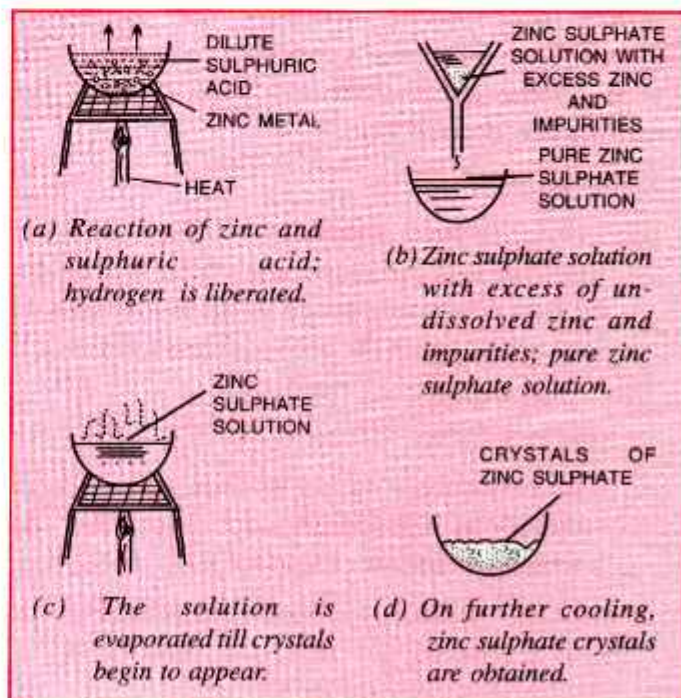 DILUTE
SULPHURIC
ACID
ZINC METAL
HEAT
(a) Reaction of zinc and
sulphuric acid;
hydrogen is liberated.
ZINC SULPHATE
SOLUTION WITH
EXCESS ZINC
AND
IMPURITIES
PURE ZINC
SULPHATE
SOLUTION
(b) Zinc sulphate solution
with excess of un-
dissolved zinc and
impurities; pure zinc
sulphate solution.
ZINC
SULPHATE
SOLUTION
(c) The solution is
evaporated till crystals
begin to appear.
CRYSTALS OF
ZINC SULPHATE
(d) On further cooling,
zinc sulphate crystals
are obtained.